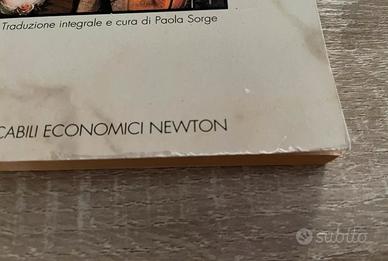 Traduzione integrale e cura di Paola Sorge
CABILI ECONOMICI NEWTON
subito